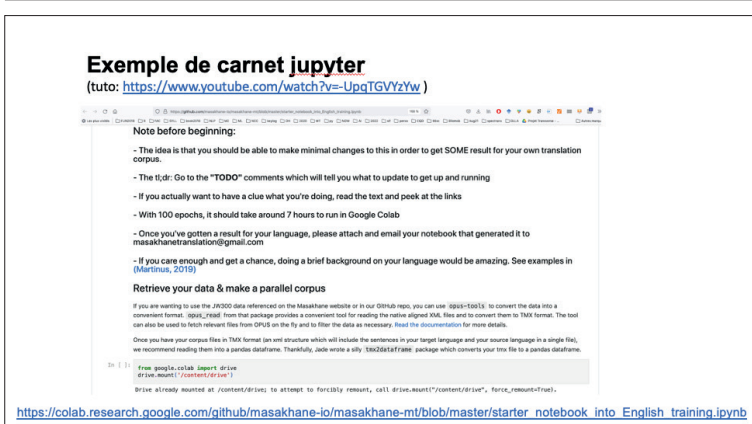 Exemple de carnet jupyter
(tuto: https://www.youtube.com/watch?v=-UpqTGVYzYw )
Note before beginning:
- The idea is that you should be able to make minimal changes to this in order to get SOME result for your own translation
corpus.
- The tl;dr: Go to the "TODO" comments which will tell you what to update to get up and running
- If you actually want to have a clue what you're doing, read the text and peek at the links
- With 100 epochs, it should take around 7 hours to run in Google Colab
- Once you've gotten a result for your language, please attach and email your notebook that generated it to
masakhanetranslation@gmail.com
- If you care enough and get a chance, doing a brief background on your language would be amazing. See examples in
(Martinus, 2019)
Retrieve your data & make a parallel corpus
If you are wanting to use the JW300 data referenced on the Masakhane website or in our GitHub repo, you can use opus-tools to convert the data into a
convenient format. opus_read from that package provides a convenient tool for reading the native aligned XML files and to convert them to TMX format. The tool
can also be used to fetch relevant files from OPUS on the fly and to filter the data as necessary. Read the documentation for more details.
Once you have your corpus files in TMX format (an xml structure which will include the sentences in your target language and your source language in a single file),
we recommend reading them into a pandas dataframe. Thankfully, Jade wrote a silly tmx2dataframe package which converts your tmx file to a pandas dataframe.
In [ ]:
from google.colab import drive
drive.mount('/content/drive')
Drive already mounted at /content/drive; to attempt to forcibly remount, call drive.mount("/content/drive", force_remount=True).
https://colab.research.google.com/github/masakhane-io/masakhane-mt/blob/master/starter_notebook_into_English_training.ipynb